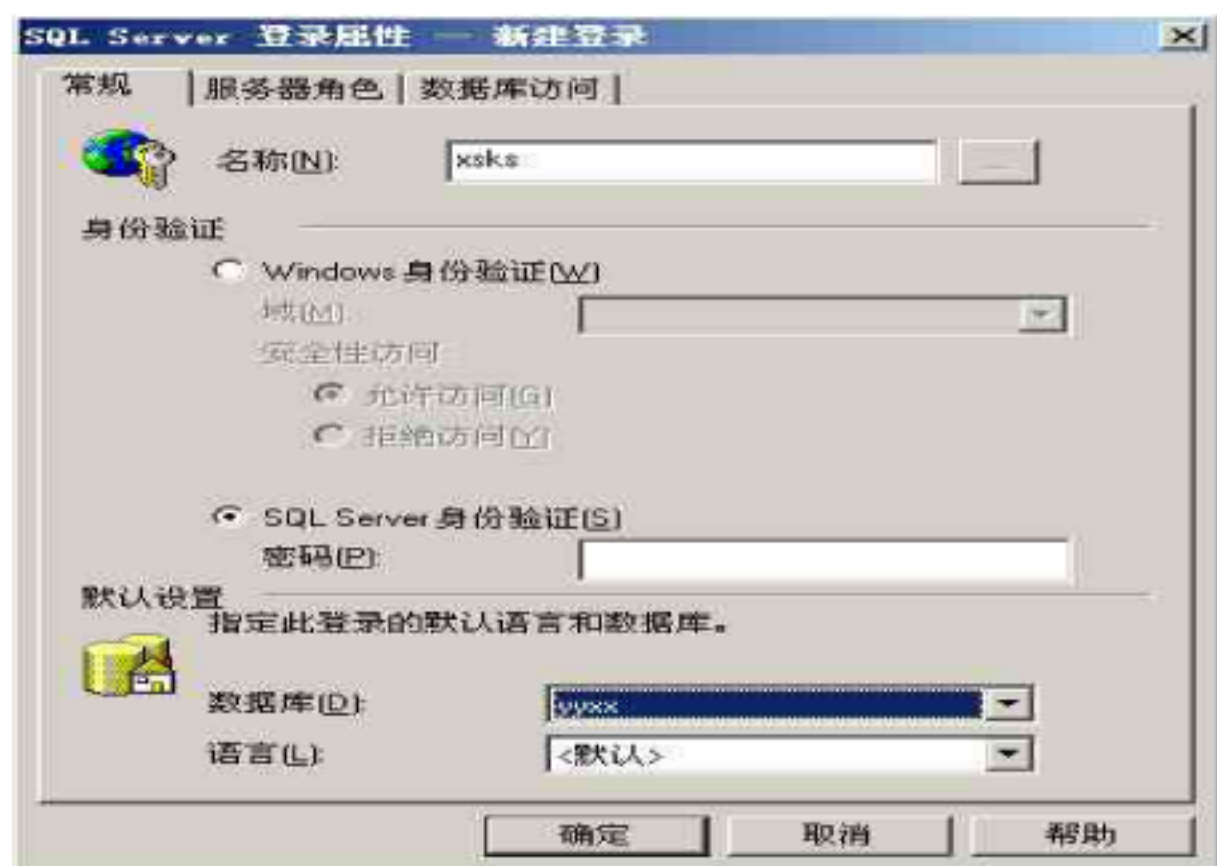 SQL Server 登录属性 — 新建登录
常规 服务器角色 数据库访问
名称(N): xsks ...
身份验证
Windows 身份验证(W)
域(M):
安全性访问
允许访问(G)
拒绝访问(Y)
SQL Server 身份验证(S)
密码(P):
默认设置
指定此登录的默认语言和数据库。
数据库(D): yyxx
语言(L): <默认>
确定 取消 帮助